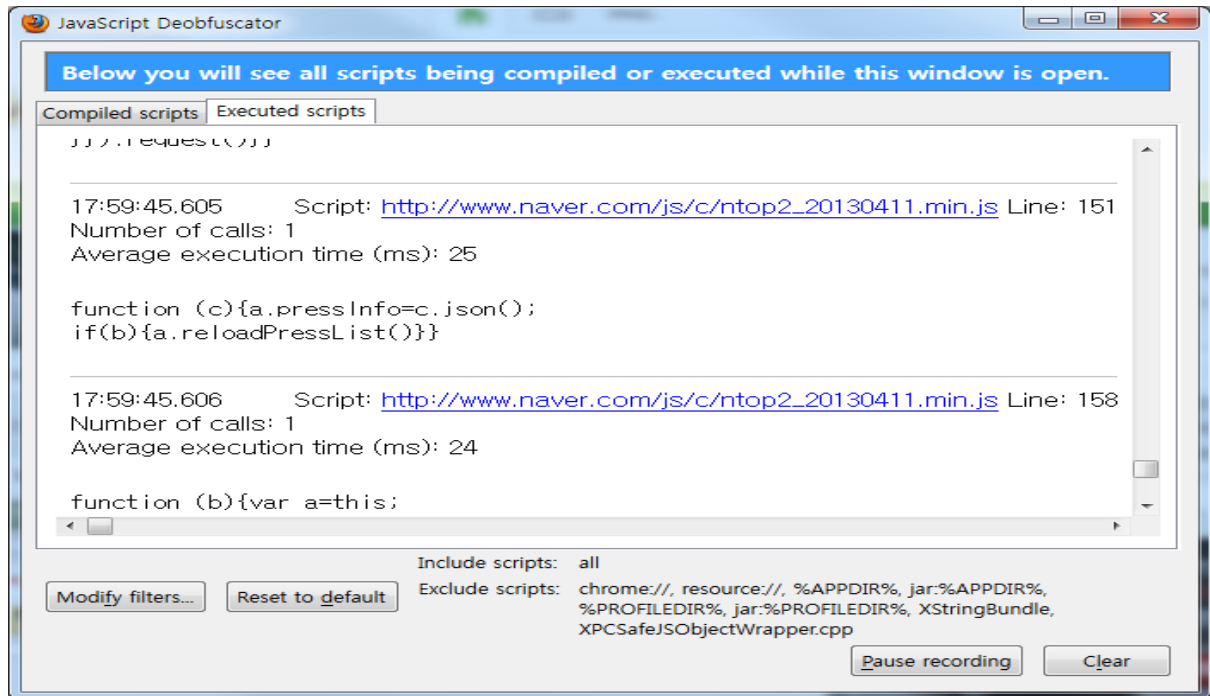 JavaScript Deobfuscator
Below you will see all scripts being compiled or executed while this window is open.
Compiled scripts
Executed scripts
}}).request()}}
17:59:45.605 Script: http://www.naver.com/js/c/ntop2_20130411.min.js Line: 151
Number of calls: 1
Average execution time (ms): 25
function (c){a.pressInfo=c.json();
if(b){a.reloadPressList()}}
17:59:45.606 Script: http://www.naver.com/js/c/ntop2_20130411.min.js Line: 158
Number of calls: 1
Average execution time (ms): 24
function (b){var a=this;
Include scripts: all
Modify filters...
Reset to default
Exclude scripts: chrome://, resource://, %APPDIR%, jar:%APPDIR%,
%PROFILEDIR%, jar:%PROFILEDIR%, XStringBundle,
XPCSafeJSObjectWrapper.cpp
Pause recording
Clear